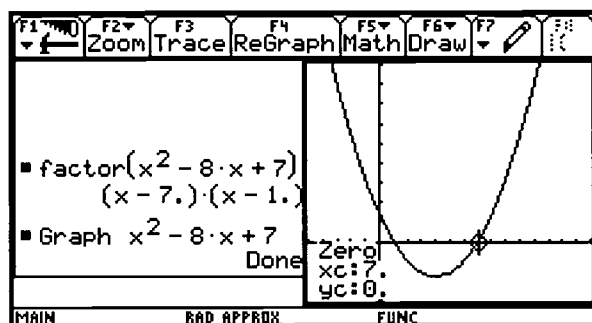 F1 F2 F3 F4 F5 F6 F7
Zoom Trace ReGraph Math Draw
▪ factor(x² − 8·x + 7)
(x − 7.)·(x − 1.)
▪ Graph x² − 8·x + 7
Done
Zero
xc:7.
yc:0.
MAIN RAD APPROX FUNC